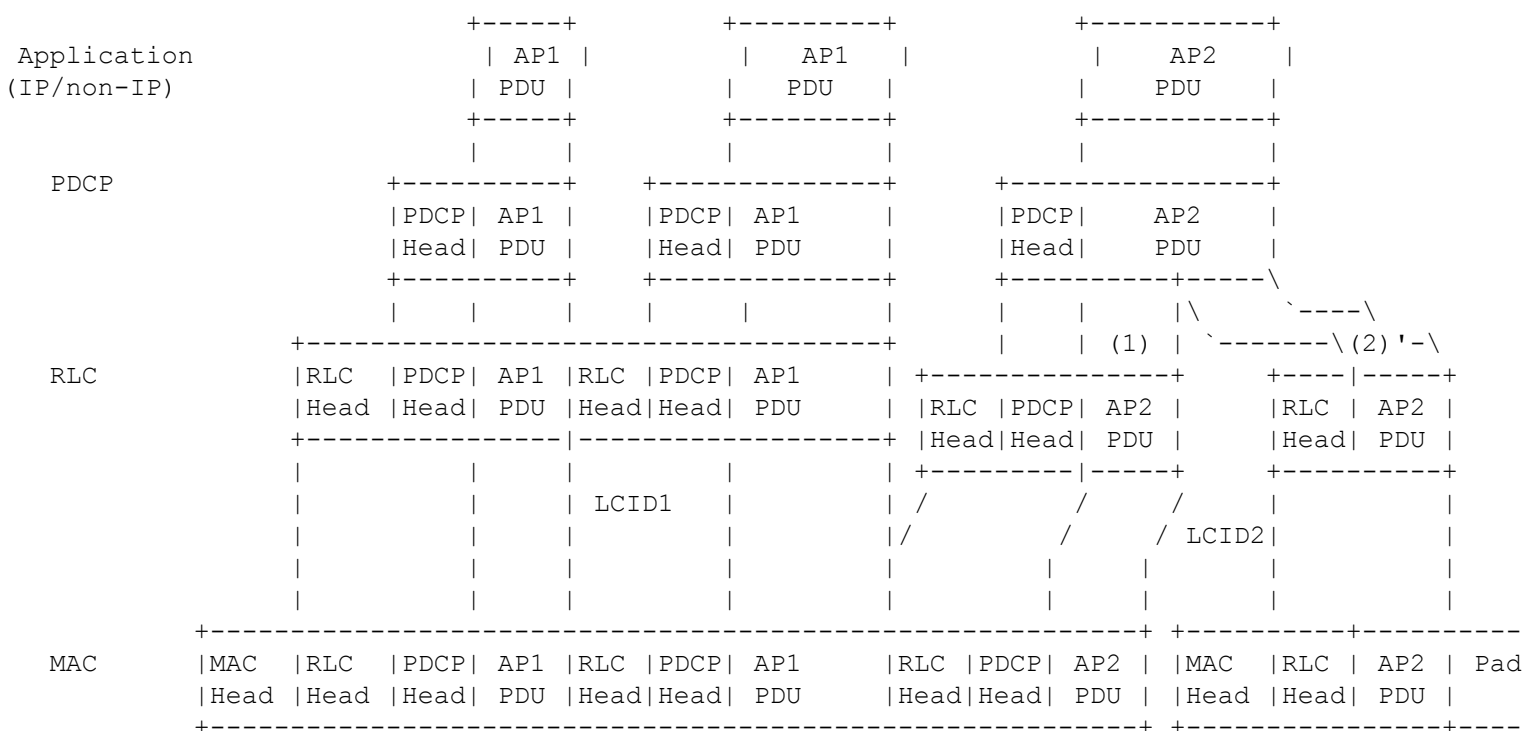 Application | AP1 | | AP1 | | AP2 |
(IP/non-IP) | PDU | | PDU | | PDU |
PDCP
|PDCP| AP1 | |PDCP| AP1 | |PDCP| AP2 |
|Head| PDU | |Head| PDU | |Head| PDU |
(1) (2)
RLC |RLC |PDCP| AP1 |RLC |PDCP| AP1 |
|Head |Head| PDU |Head|Head| PDU | |RLC |PDCP| AP2 | |RLC | AP2 |
|Head|Head| PDU | |Head| PDU |
LCID1
LCID2
MAC |MAC |RLC |PDCP| AP1 |RLC |PDCP| AP1 |RLC |PDCP| AP2 | |MAC |RLC | AP2 | Pad
|Head |Head |Head| PDU |Head|Head| PDU |Head|Head| PDU | |Head |Head| PDU |